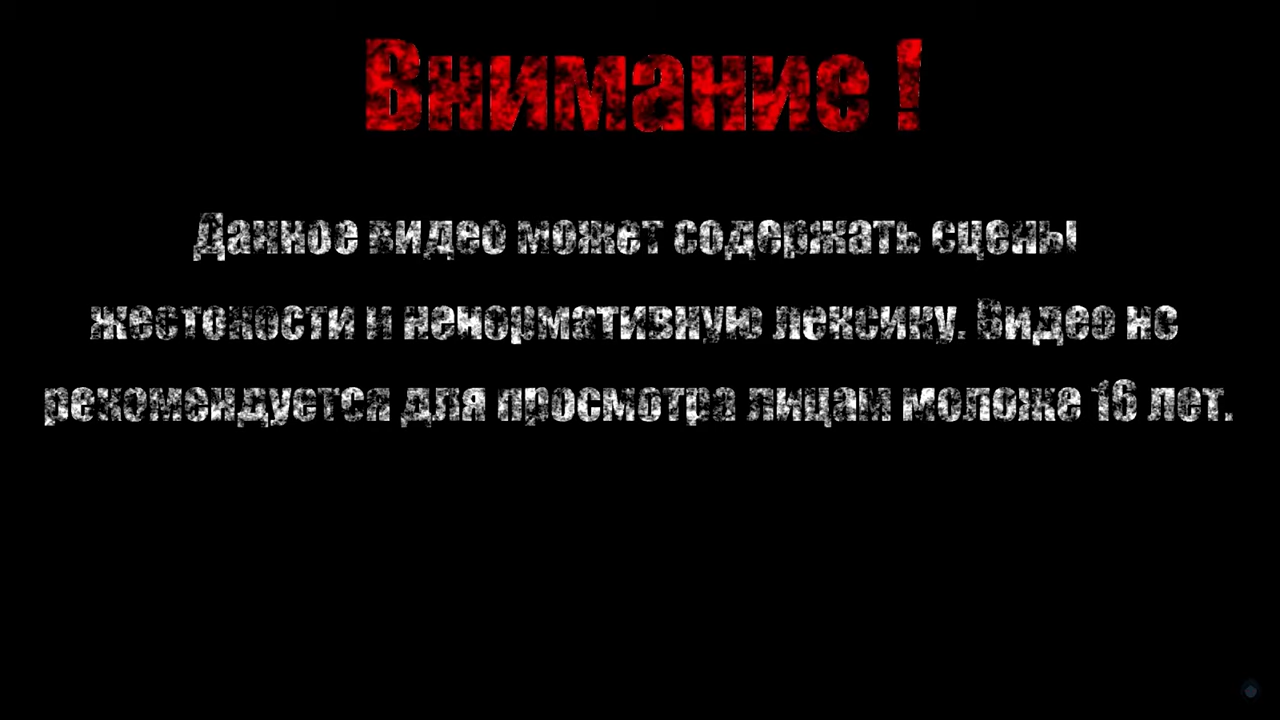 Внимание !
Данное видео может содержать сцены
жестокости и ненормативную лексику. Видео не
рекомендуется для просмотра лицам моложе 16 лет.